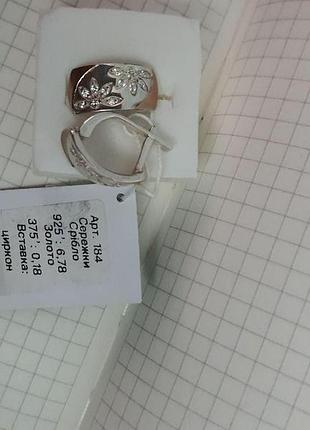 Арт. 184
Сережки
Срібло
925': 6,78
Золото
375': 0,18
Вставка:
циркон